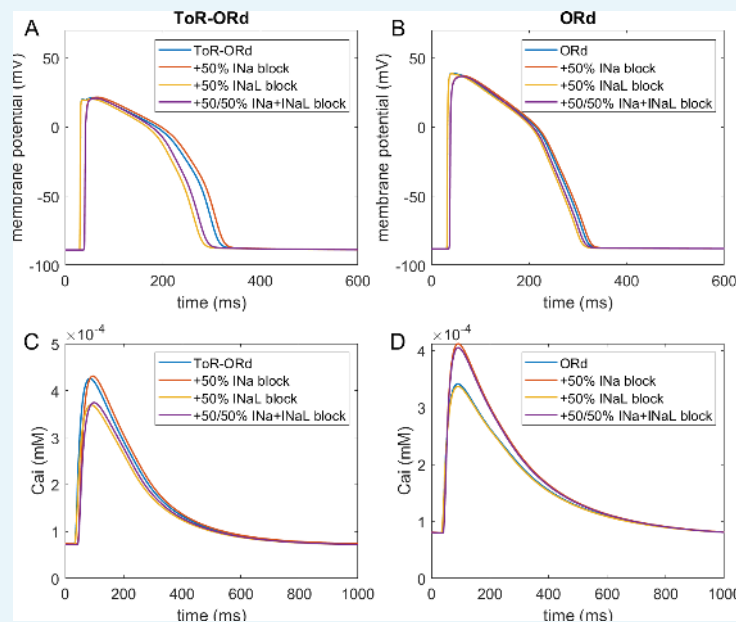 ToR-ORd
ORd
A
ToR-ORd
+50% INa block
+50% INaL block
+50/50% INa+INaL block
50
0
-50
-100
membrane potential (mV)
0
200
400
600
time (ms)
B
ORd
+50% INa block
+50% INaL block
+50/50% INa+INaL block
50
0
-50
-100
membrane potential (mV)
0
200
400
600
time (ms)
C
×10-4
ToR-ORd
+50% INa block
+50% INaL block
+50/50% INa+INaL block
5
4
3
2
1
0
Cai (mM)
0
200
400
600
800
1000
time (ms)
D
×10-4
ORd
+50% INa block
+50% INaL block
+50/50% INa+INaL block
4
3
2
1
0
Cai (mM)
0
200
400
600
800
1000
time (ms)